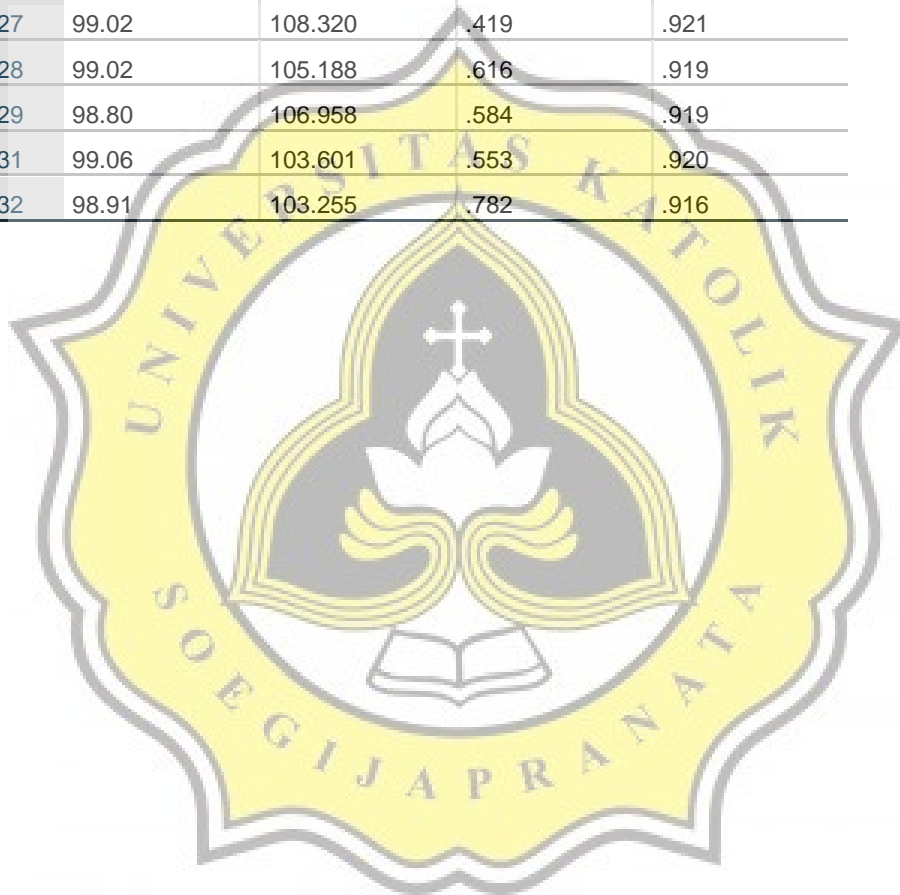 27 99.02 108.320 .419 .921
28 99.02 105.188 .616 .919
29 98.80 106.958 .584 .919
31 99.06 103.601 .553 .920
32 98.91 103.255 .782 .916
UNIVERSITAS KATOLIK
SOEGIJAPRANATA